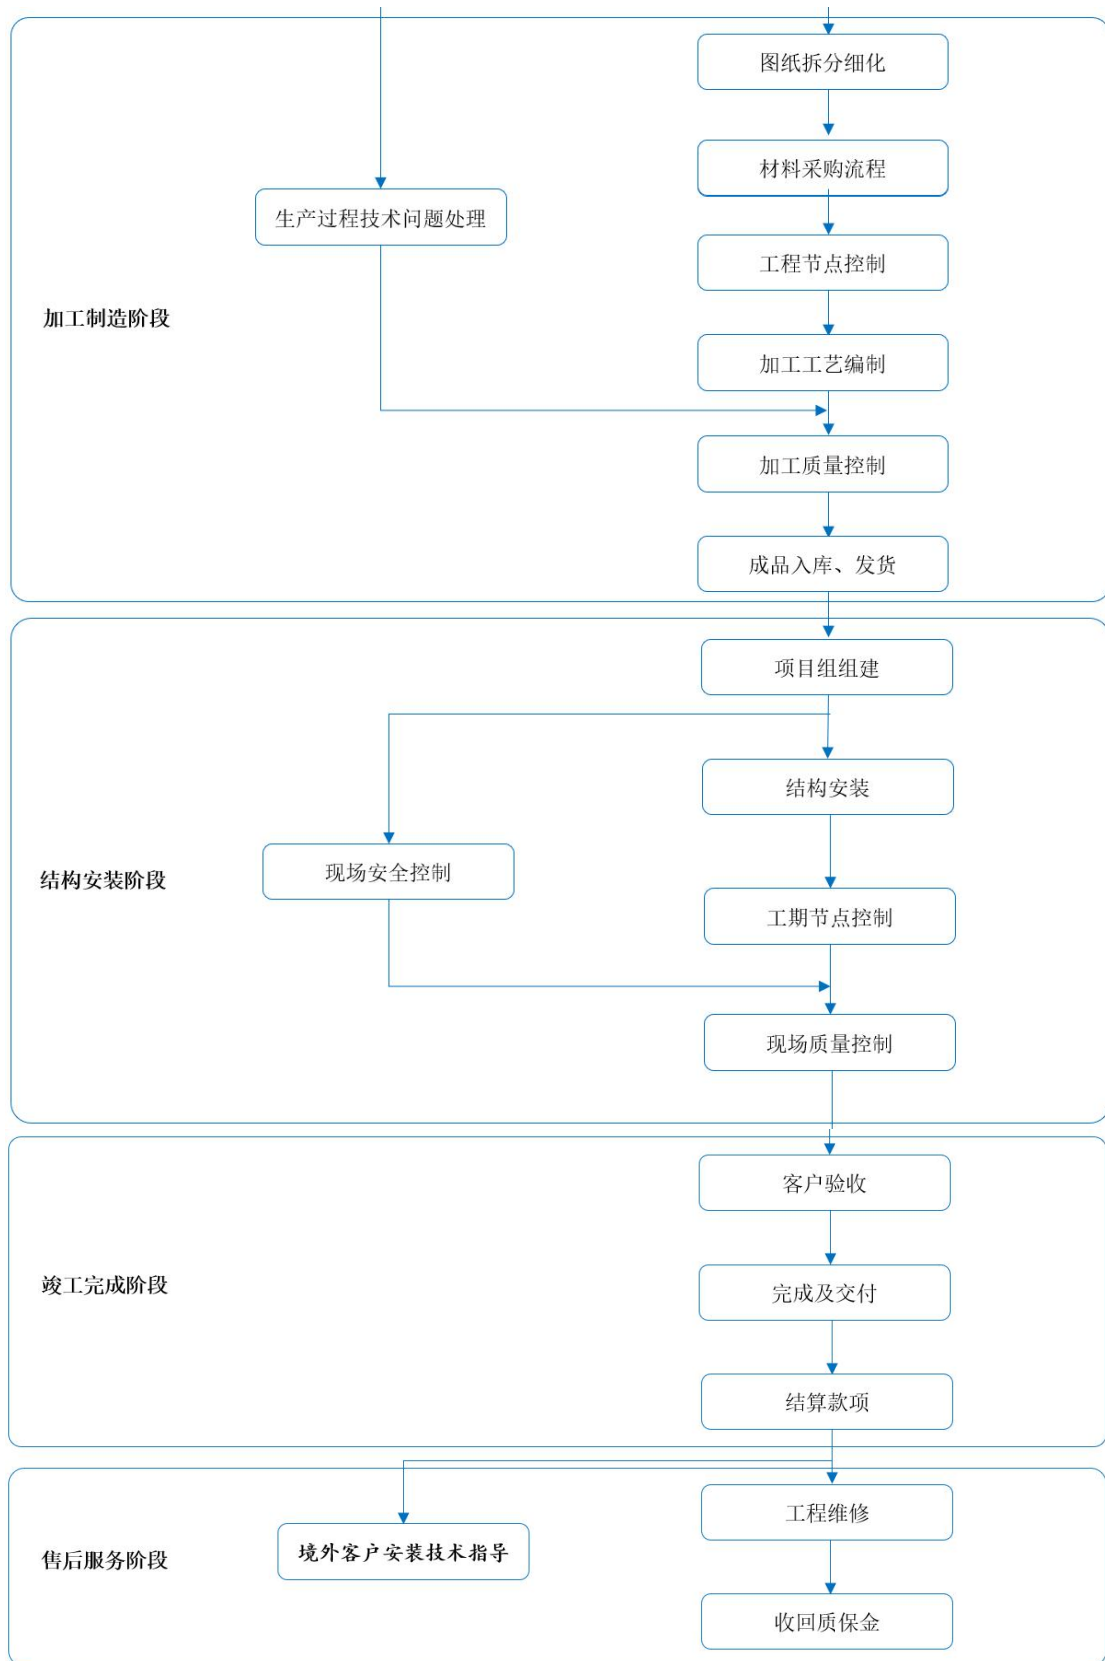 图纸拆分细化
材料采购流程
生产过程技术问题处理
工程节点控制
加工制造阶段
加工工艺编制
加工质量控制
成品入库、发货
项目组组建
结构安装
现场安全控制
结构安装阶段
工期节点控制
现场质量控制
客户验收
竣工完成阶段
完成及交付
结算款项
工程维修
境外客户安装技术指导
售后服务阶段
收回质保金